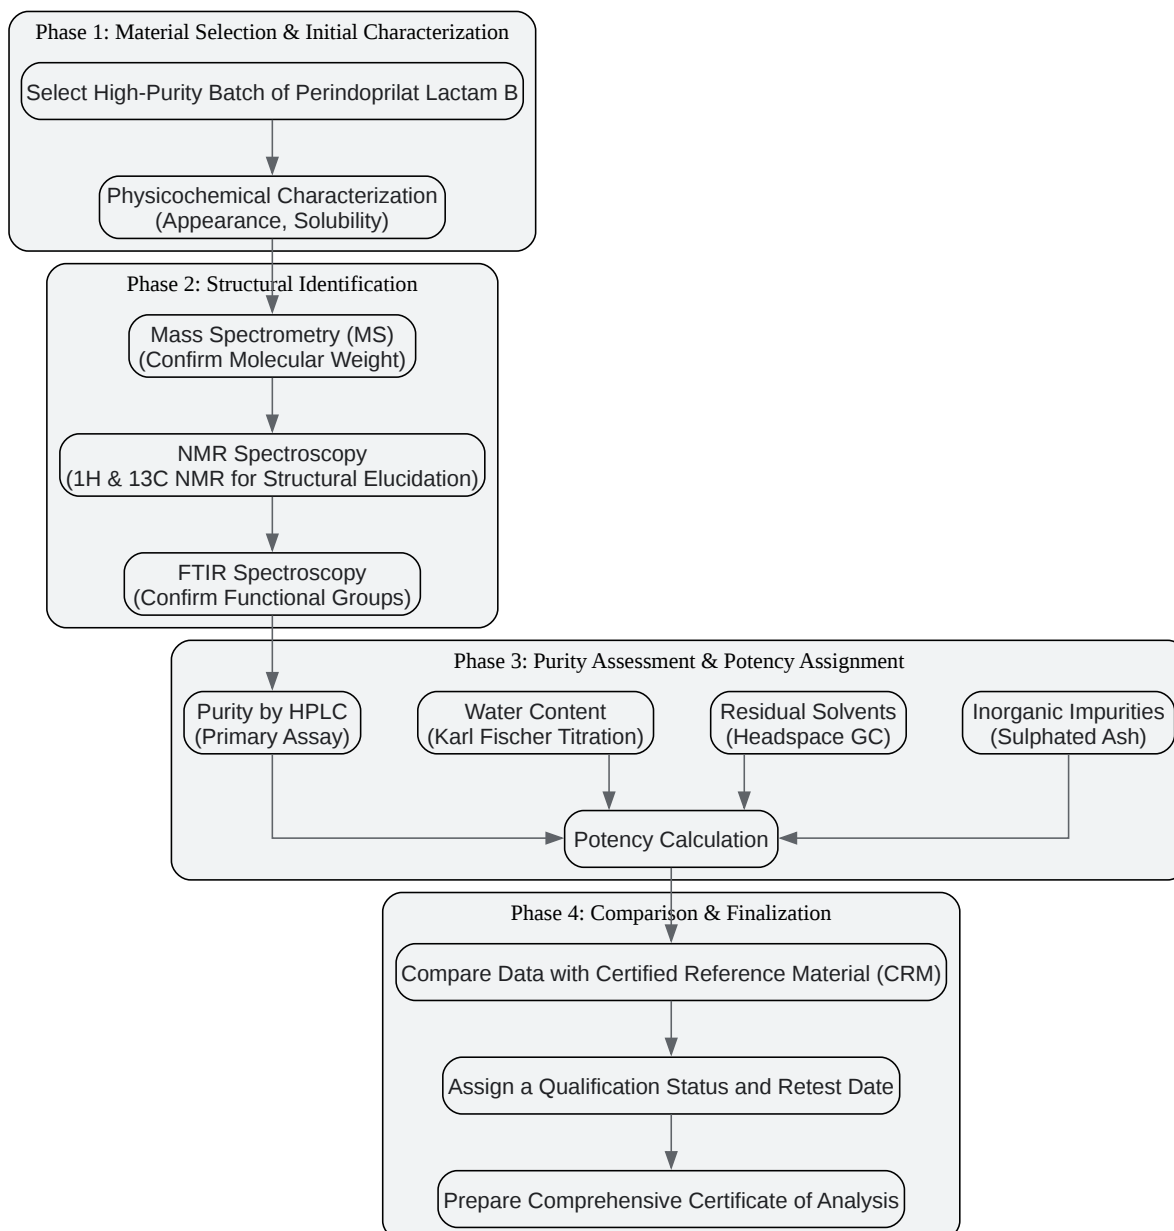 Phase 1: Material Selection & Initial Characterization
Select High-Purity Batch of Perindoprilat Lactam B
Physicochemical Characterization
(Appearance, Solubility)
Phase 2: Structural Identification
Mass Spectrometry (MS)
(Confirm Molecular Weight)
NMR Spectroscopy
(1H & 13C NMR for Structural Elucidation)
FTIR Spectroscopy
(Confirm Functional Groups)
Phase 3: Purity Assessment & Potency Assignment
Purity by HPLC
(Primary Assay)
Water Content
(Karl Fischer Titration)
Residual Solvents
(Headspace GC)
Inorganic Impurities
(Sulphated Ash)
Potency Calculation
Phase 4: Comparison & Finalization
Compare Data with Certified Reference Material (CRM)
Assign a Qualification Status and Retest Date
Prepare Comprehensive Certificate of Analysis